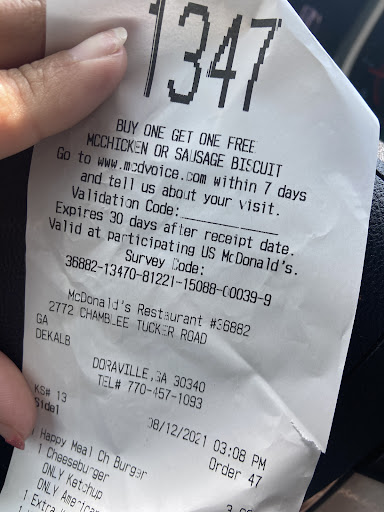 1347
BUY ONE GET ONE FREE
MCCHICKEN OR SAUSAGE BISCUIT
Go to www.mcdvoice.com within 7 days
and tell us about your visit.
Validation Code:
Expires 30 days after receipt date.
Valid at participating US McDonald's.
Survey Code:
36882-13470-81221-15088-00039-9
McDonald's Restaurant #36882
2772 CHAMBLEE TUCKER ROAD
GA
DEKALB
DORAVILLE,GA 30340
TEL# 770-457-1093
KS# 13 08/12/2021 03:08 PM
Side1 Order 47
1 Happy Meal Ch Burger
1 Cheeseburger
ONLY Ketchup
ONLY American
1 Extra